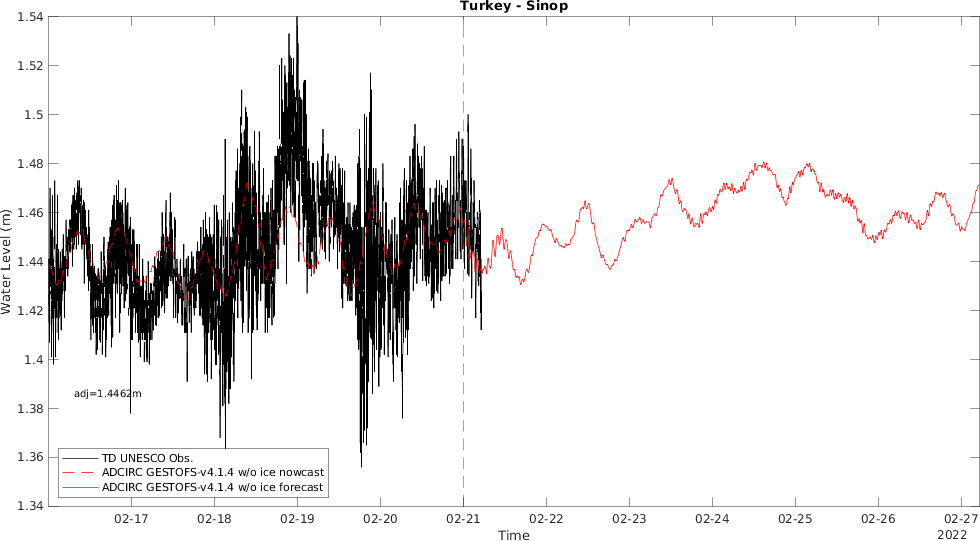 Turkey - Sinop
1.54
1.52
1.5
1.48
1.46
1.44
1.42
1.4
1.38
1.36
1.34
Water Level (m)
adj=1.4462m
TD UNESCO Obs.
ADCIRC GESTOFS-v4.1.4 w/o ice nowcast
ADCIRC GESTOFS-v4.1.4 w/o ice forecast
02-17 02-18 02-19 02-20 02-21 02-22 02-23 02-24 02-25 02-26 02-27
Time
2022